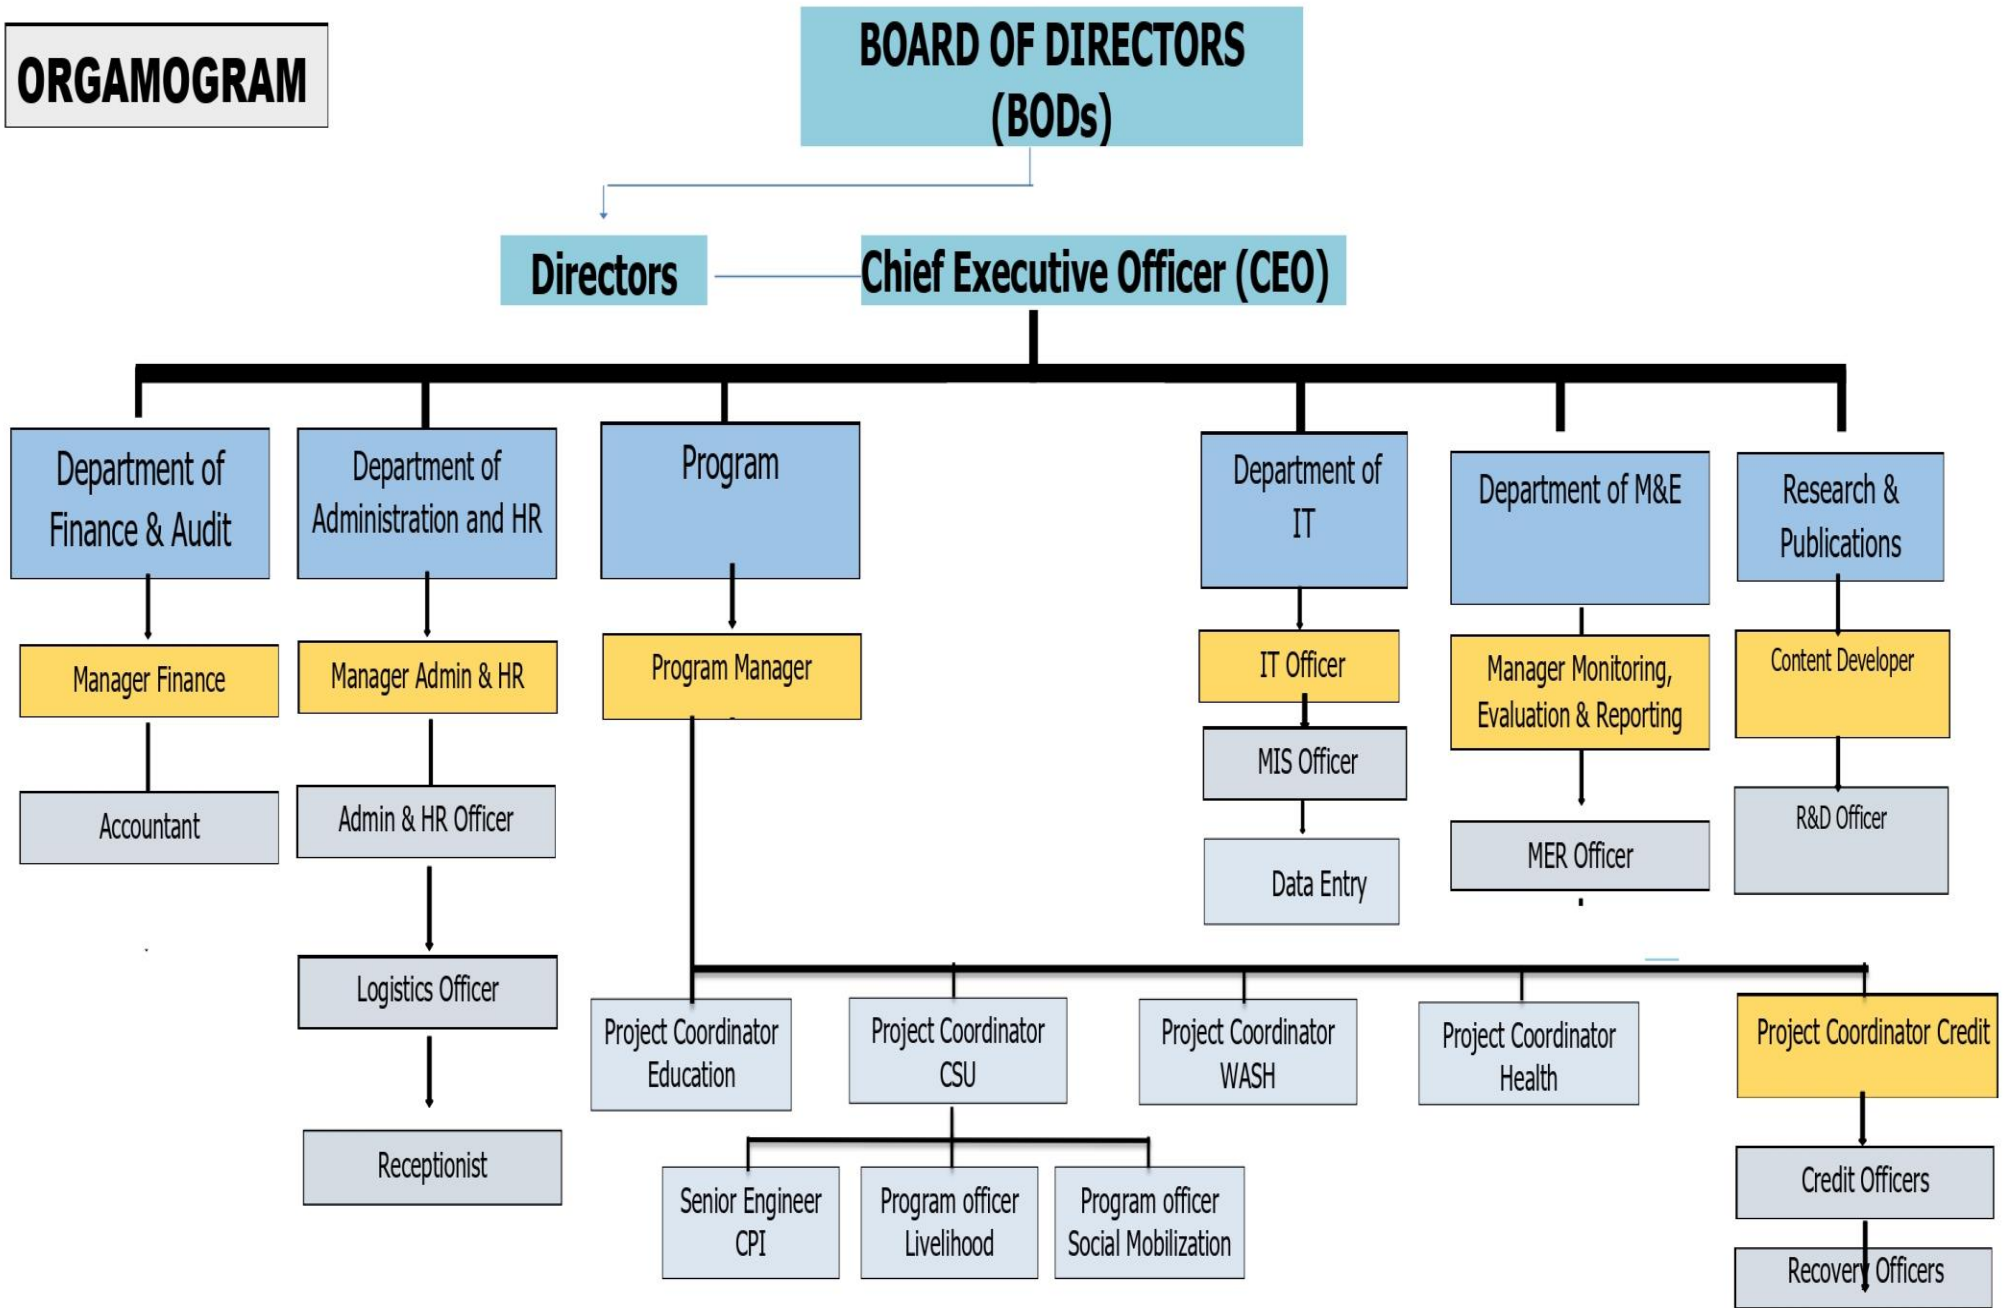 ORGAMOGRAM
BOARD OF DIRECTORS
(BODs)
Directors
Chief Executive Officer (CEO)
Department of
Finance & Audit
Department of
Administration and HR
Program
Department of
IT
Department of M&E
Research &
Publications
Manager Finance
Manager Admin & HR
Program Manager
IT Officer
Manager Monitoring,
Evaluation & Reporting
Content Developer
MIS Officer
Accountant
Admin & HR Officer
R&D Officer
MER Officer
Data Entry
Logistics Officer
Project Coordinator
Education
Project Coordinator
CSU
Project Coordinator
WASH
Project Coordinator
Health
Project Coordinator Credit
Receptionist
Senior Engineer
CPI
Program officer
Livelihood
Program officer
Social Mobilization
Credit Officers
Recovery Officers